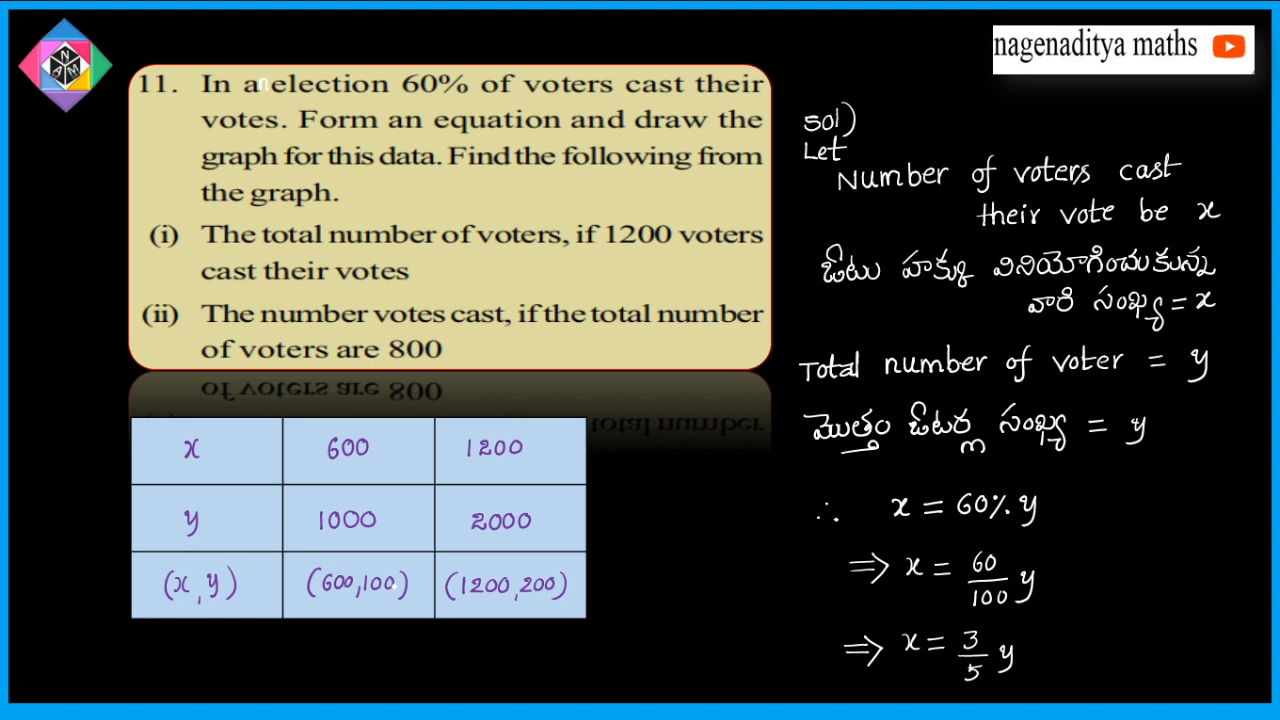 N
A M
nagenaditya maths
11. In an election 60% of voters cast their
votes. Form an equation and draw the
graph for this data. Find the following from
the graph.
(i) The total number of voters, if 1200 voters
cast their votes
(ii) The number votes cast, if the total number
of voters are 800
of voters are 800
total number
x 600 1200
y 1000 2000
(x, y) (600,100) (1200,200)
Sol)
Let
Number of voters cast
their vote be x
ఓటు హక్కు వినియోగించుకున్న
వారి సంఖ్య = x
Total number of voter = y
మొత్తం ఓటర్ల సంఖ్య = y
∴ x = 60% y
⇒ x = 60/100 y
⇒ x = 3/5 y